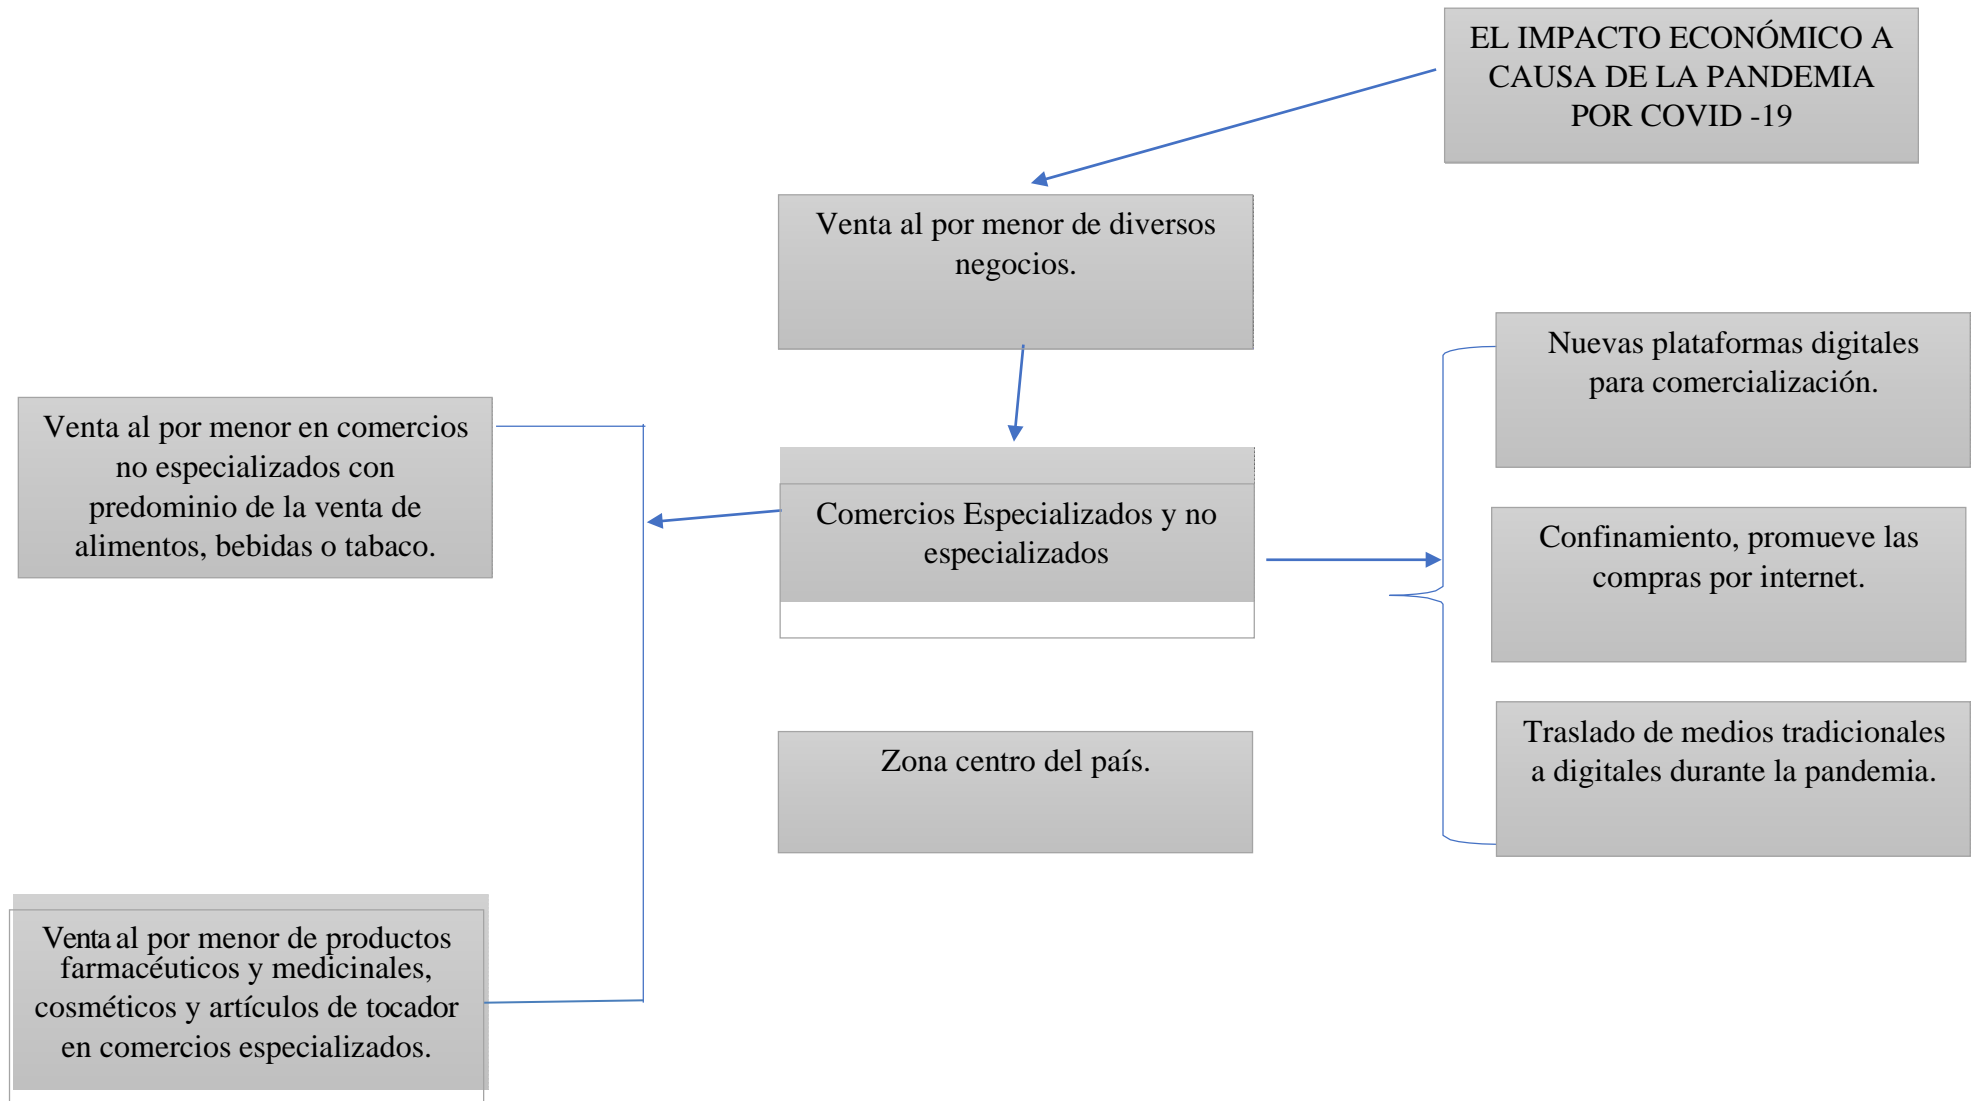 EL IMPACTO ECONÓMICO A
CAUSA DE LA PANDEMIA
POR COVID -19
Venta al por menor de diversos
negocios.
Nuevas plataformas digitales
para comercialización.
Venta al por menor en comercios
no especializados con
predominio de la venta de
alimentos, bebidas o tabaco.
Comercios Especializados y no
especializados
Confinamiento, promueve las
compras por internet.
Zona centro del país.
Traslado de medios tradicionales
a digitales durante la pandemia.
Venta al por menor de productos
farmacéuticos y medicinales,
cosméticos y artículos de tocador
en comercios especializados.